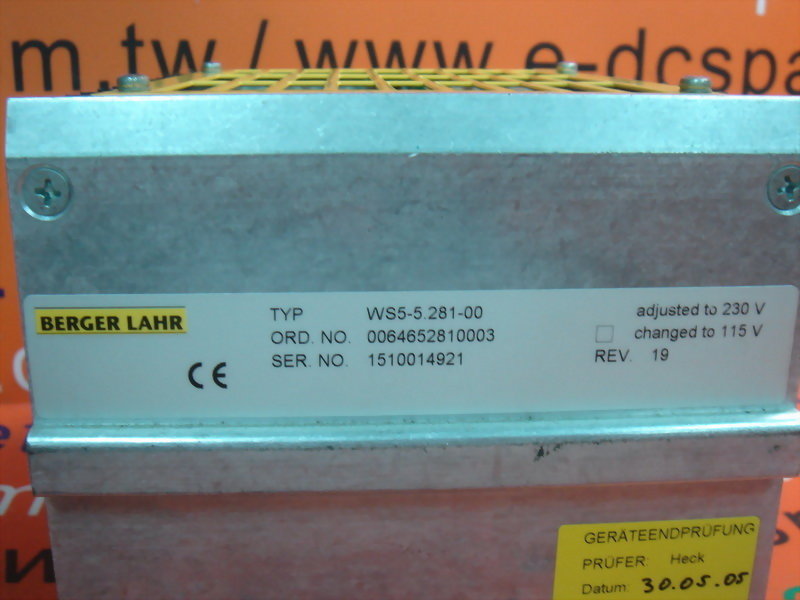 m.tw / www.e-dcspa
BERGER LAHR
TYP WS5-5.281-00
ORD. NO. 0064652810003
SER. NO. 1510014921
CE
adjusted to 230 V
changed to 115 V
REV. 19
GERÄTEENDPRÜFUNG
PRÜFER: Heck
Datum: 30.05.05